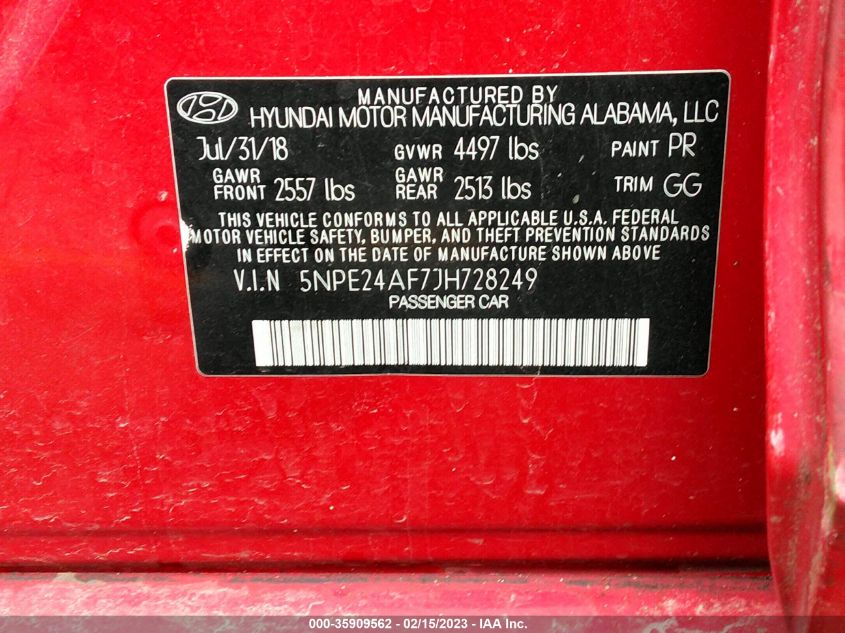 MANUFACTURED BY
HYUNDAI MOTOR MANUFACTURING ALABAMA, LLC
Jul/31/18 GVWR 4497 lbs PAINT PR
GAWR FRONT 2557 lbs GAWR REAR 2513 lbs TRIM GG
THIS VEHICLE CONFORMS TO ALL APPLICABLE U.S.A. FEDERAL
MOTOR VEHICLE SAFETY, BUMPER, AND THEFT PREVENTION STANDARDS
IN EFFECT ON THE DATE OF MANUFACTURE SHOWN ABOVE
V.I.N 5NPE24AF7JH728249
PASSENGER CAR
000-35909562 - 02/15/2023 - IAA Inc.